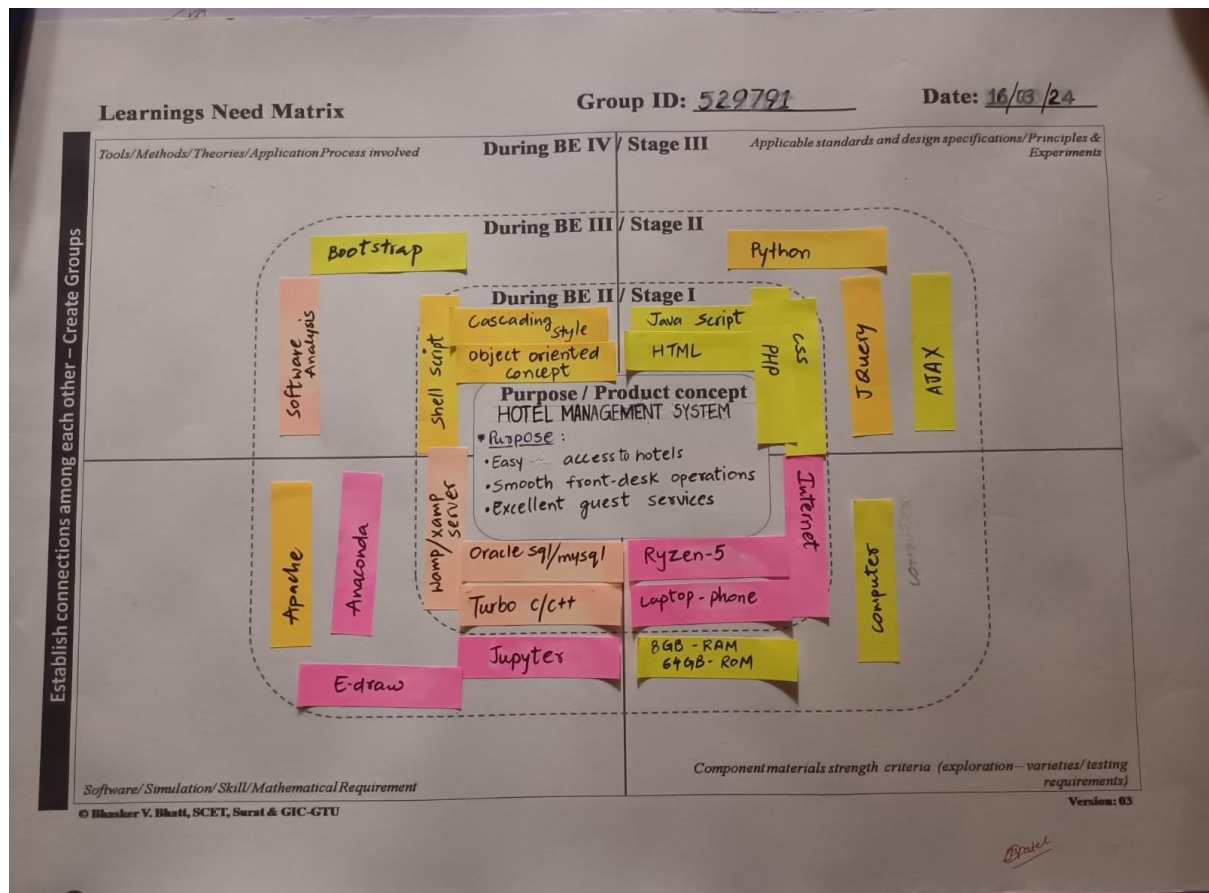 Learnings Need Matrix
Group ID: 529791
Date: 16/03/24
Establish connections among each other – Create Groups
Tools/Methods/Theories/Application Process involved
During BE IV / Stage III
Applicable standards and design specifications/Principles &
Experiments
During BE III / Stage II
Bootstrap
Python
Software
Analysis
During BE II / Stage I
Shell Script
Cascading
Style
Object oriented
concept
Java Script
HTML
PHP
CSS
JQuery
AJAX
Purpose / Product concept
HOTEL MANAGEMENT SYSTEM
*Purpose :
•Easy access to hotels
•Smooth front-desk operations
•Excellent guest services
Apache
Anaconda
Wamp/Xamp
server
Oracle sql/mysql
Turbo c/c++
Jupyter
E-draw
Ryzen-5
Laptop-phone
Internet
8GB - RAM
64GB - ROM
computer
Software/Simulation/Skill/Mathematical Requirement
Component materials strength criteria (exploration – varieties/testing
requirements)
© Bhasker V. Bhatt, SCET, Surat & GIC-GTU
Version: 03